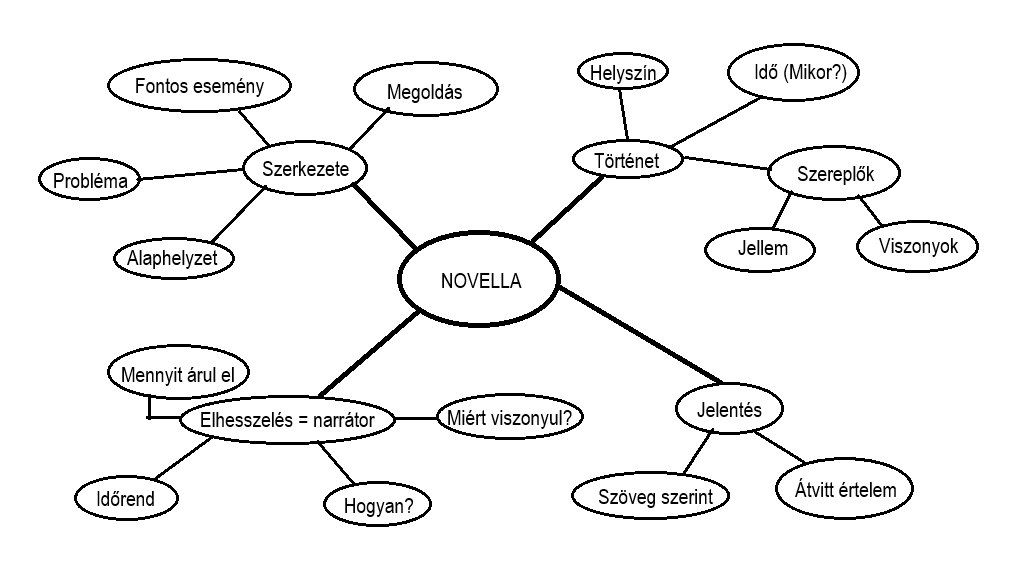 Fontos esemény
Megoldás
Szerkezete
Probléma
Alaphelyzet
Helyszín
Idő (Mikor?)
Történet
Szereplők
Jellem
Viszonyok
NOVELLA
Mennyit árul el
Elhesszelés = narrátor
Miért viszonyul?
Időrend
Hogyan?
Jelentés
Szöveg szerint
Átvitt értelem